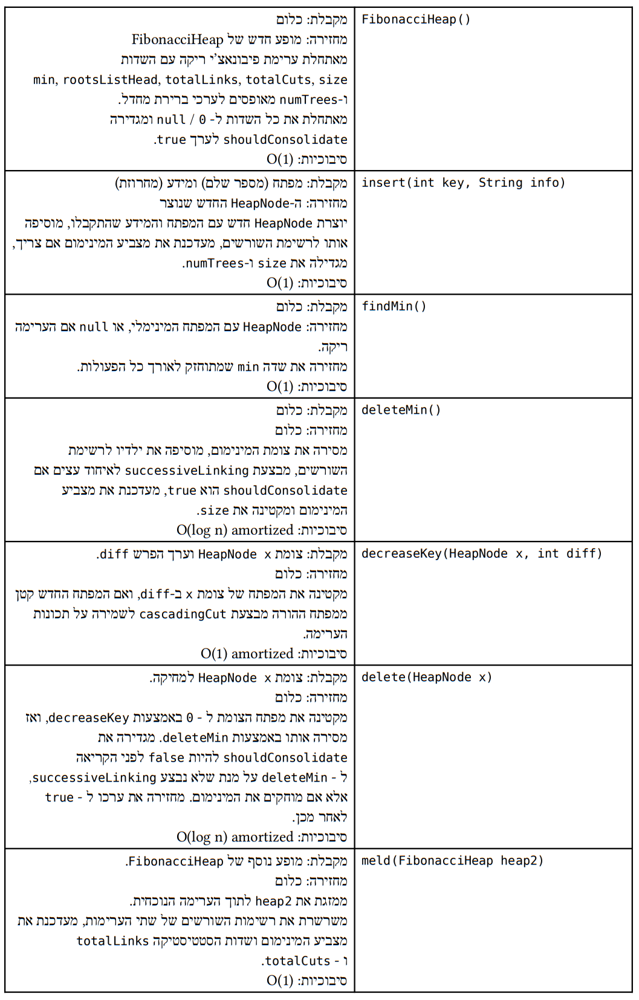 FibonacciHeap()
מקבלת: כלום
מחזירה: מופע חדש של FibonacciHeap
מאתחלת ערימת פיבונאצ'י ריקה עם השדות
min, rootsListHead, totalLinks, totalCuts, size
ו-numTrees מאופסים לערכי ברירת מחדל.
מאתחלת את כל השדות ל- 0 / null ומגדירה
shouldConsolidate לערך true.
סיבוכיות: O(1)
insert(int key, String info)
מקבלת: מפתח (מספר שלם) ומידע (מחרוזת)
מחזירה: ה-HeapNode החדש שנוצר
יוצרת HeapNode חדש עם המפתח והמידע שהתקבלו, מוסיפה
אותו לרשימת השורשים, מעדכנת את מצביע המינימום אם צריך,
מגדילה את size ו-numTrees.
סיבוכיות: O(1)
findMin()
מקבלת: כלום
מחזירה: HeapNode עם המפתח המינימלי, או null אם הערימה
ריקה.
מחזירה את שדה min שמתוחזק לאורך כל הפעולות.
סיבוכיות: O(1)
deleteMin()
מקבלת: כלום
מחזירה: כלום
מסירה את צומת המינימום, מוסיפה את ילדיו לרשימת
השורשים, מבצעת successiveLinking לאיחוד עצים אם
shouldConsolidate הוא true, מעדכנת את מצביע
המינימום ומקטינה את size.
סיבוכיות: O(log n) amortized
decreaseKey(HeapNode x, int diff)
מקבלת: צומת HeapNode x וערך הפרש diff.
מחזירה: כלום
מקטינה את המפתח של צומת x ב-diff, ואם המפתח החדש קטן
ממפתח ההורה מבצעת cascadingCut לשמירה על תכונות
הערימה.
סיבוכיות: O(1) amortized
delete(HeapNode x)
מקבלת: צומת HeapNode x למחיקה.
מחזירה: כלום
מקטינה את מפתח הצומת ל - 0 באמצעות decreaseKey, ואז
מסירה אותו באמצעות deleteMin. מגדירה את
shouldConsolidate להיות false לפני הקריאה
ל - deleteMin על מנת שלא נבצע successiveLinking,
אלא אם מוחקים את המינימום. מחזירה את ערכו ל - true
לאחר מכן.
סיבוכיות: O(log n) amortized
meld(FibonacciHeap heap2)
מקבלת: מופע נוסף של FibonacciHeap.
מחזירה: כלום
ממזגת את heap2 לתוך הערימה הנוכחית.
משרשרת את רשימות השורשים של שתי הערימות, מעדכנת את
מצביע המינימום ושדות הסטטיסטיקה totalLinks
ו - totalCuts.
סיבוכיות: O(1)